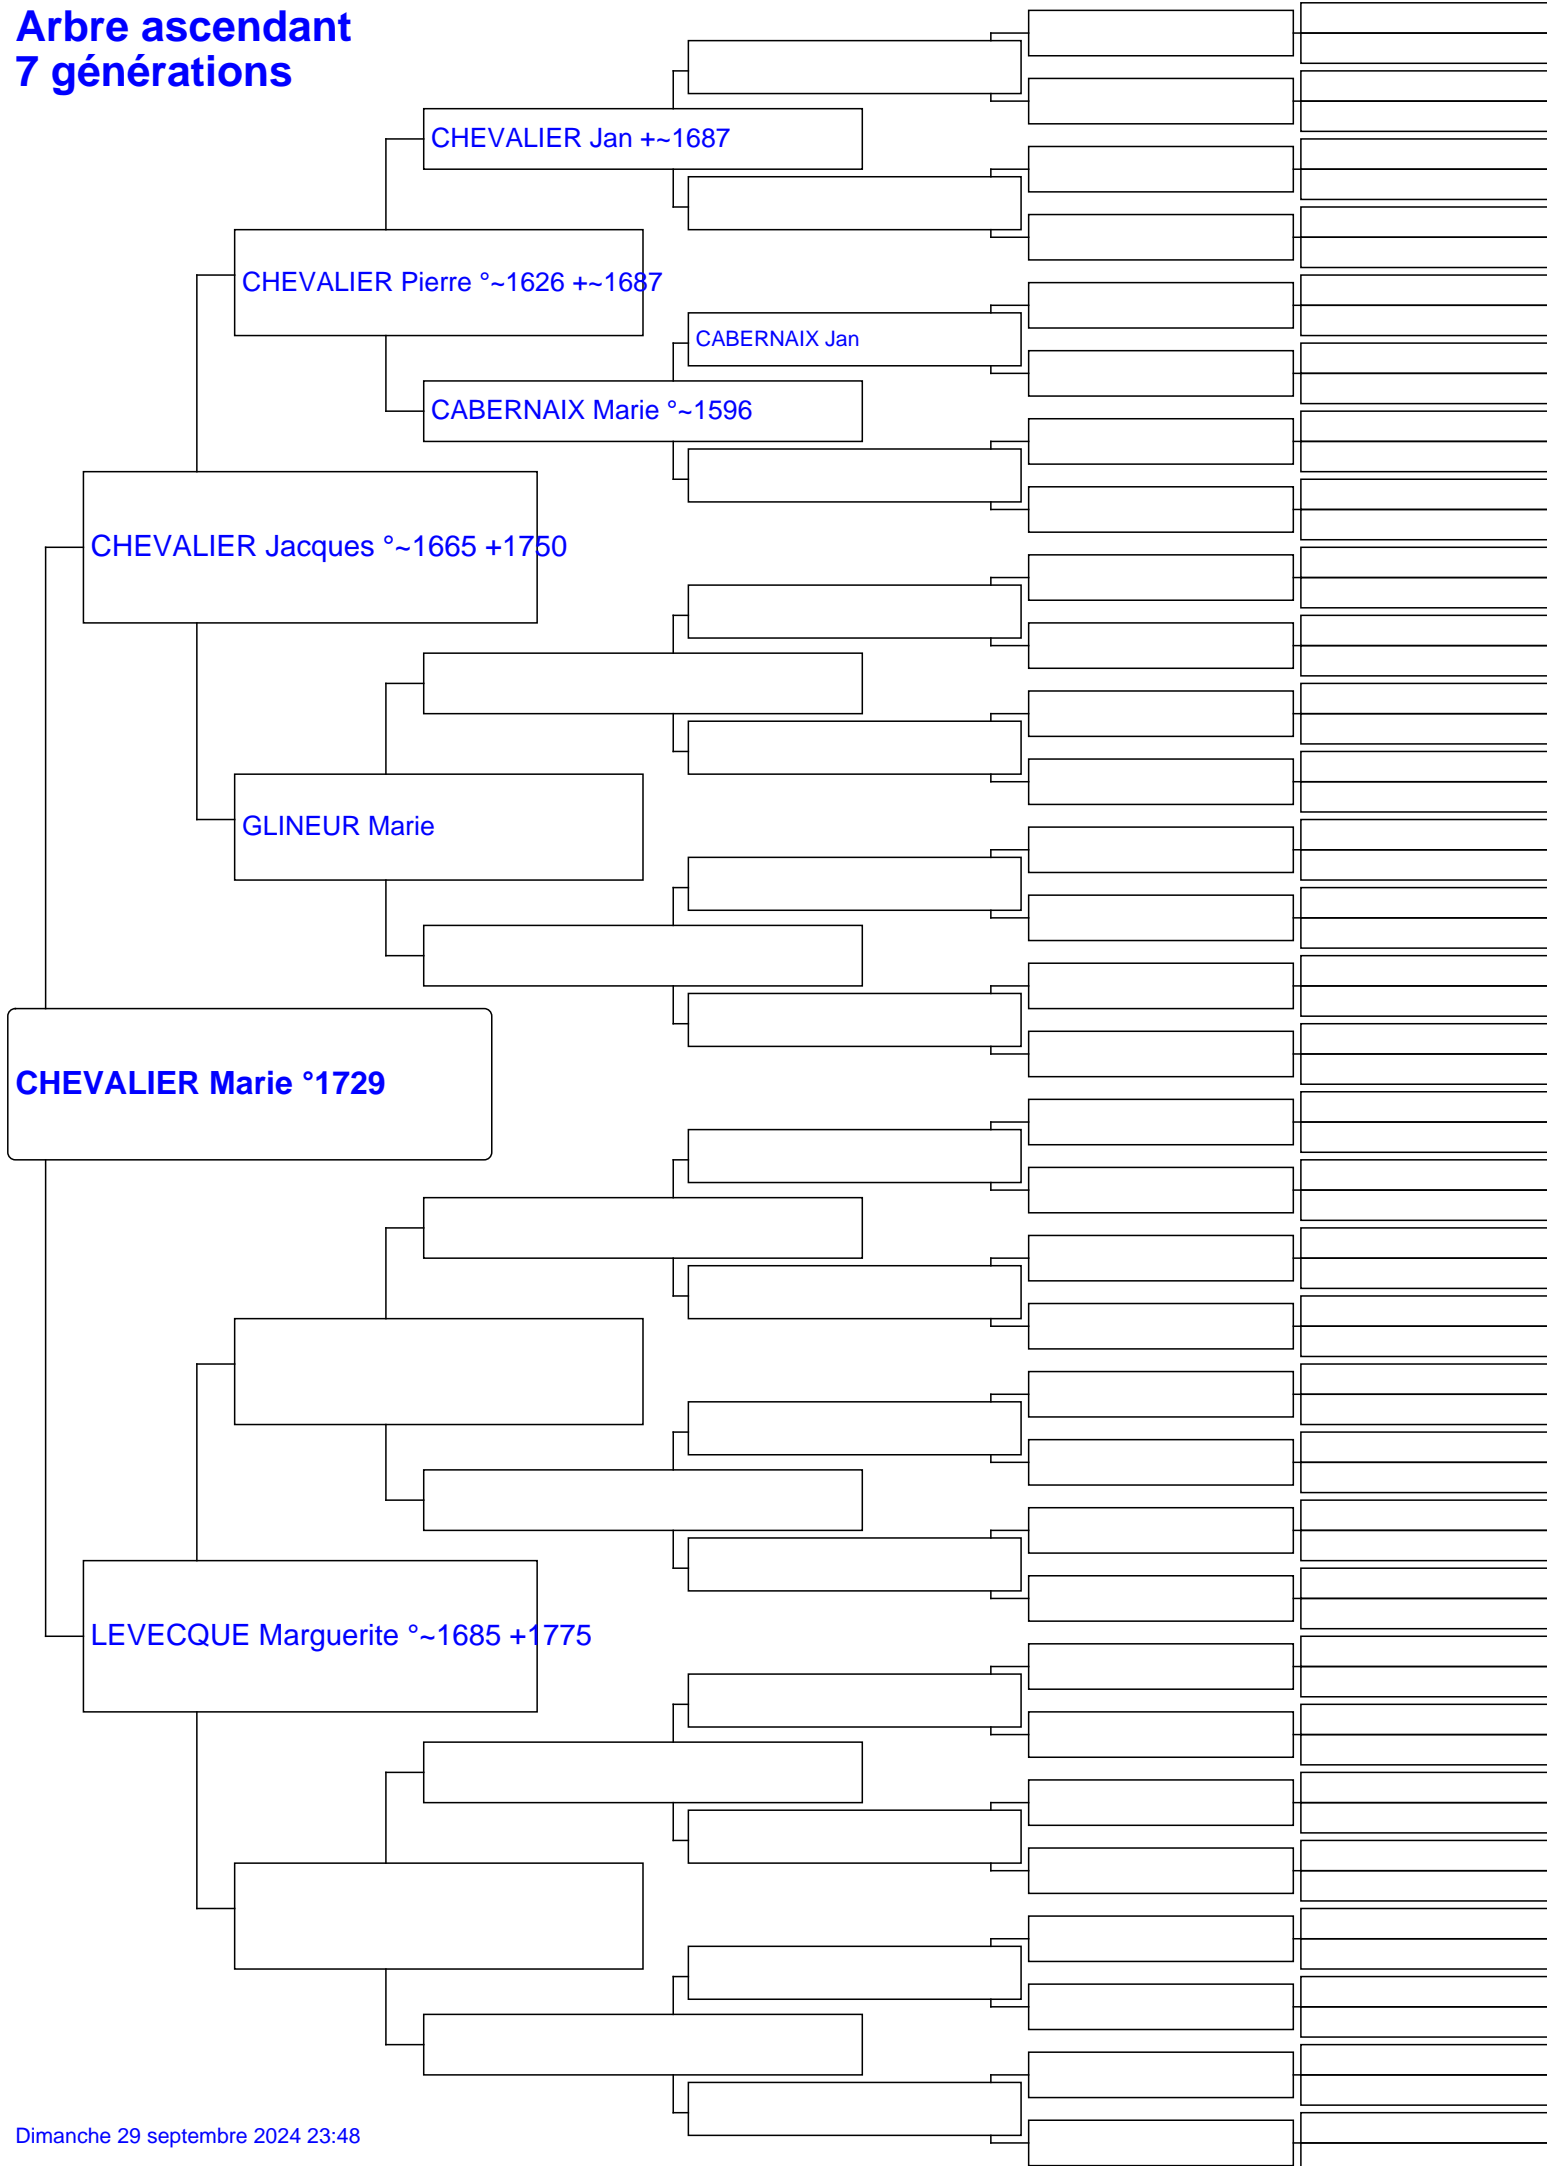 Arbre ascendant
7 générations
CHEVALIER Jan +~1687
CHEVALIER Pierre °~1626 +~1687
CABERNAIX Jan
CABERNAIX Marie °~1596
CHEVALIER Jacques °~1665 +1750
GLINEUR Marie
CHEVALIER Marie °1729
LEVECQUE Marguerite °~1685 +1775
Dimanche 29 septembre 2024 23:48